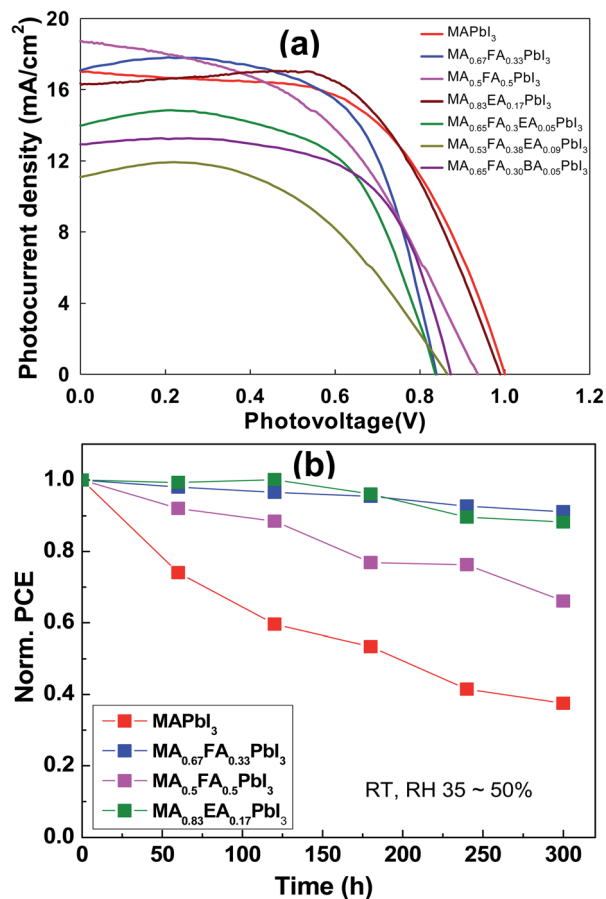 (a)
Photocurrent density (mA/cm²)
20
16
12
8
4
0
MAPbI₃
MA₀.₆₇FA₀.₃₃PbI₃
MA₀.₅FA₀.₅PbI₃
MA₀.₈₃EA₀.₁₇PbI₃
MA₀.₆₅FA₀.₃EA₀.₀₅PbI₃
MA₀.₅₃FA₀.₃₈EA₀.₀₉PbI₃
MA₀.₆₅FA₀.₃₀BA₀.₀₅PbI₃
0.0 0.2 0.4 0.6 0.8 1.0 1.2
Photovoltage(V)
(b)
Norm. PCE
1.0
0.8
0.6
0.4
0.2
0.0
MAPbI₃
MA₀.₆₇FA₀.₃₃PbI₃
MA₀.₅FA₀.₅PbI₃
MA₀.₈₃EA₀.₁₇PbI₃
RT, RH 35 ~ 50%
0 50 100 150 200 250 300
Time (h)